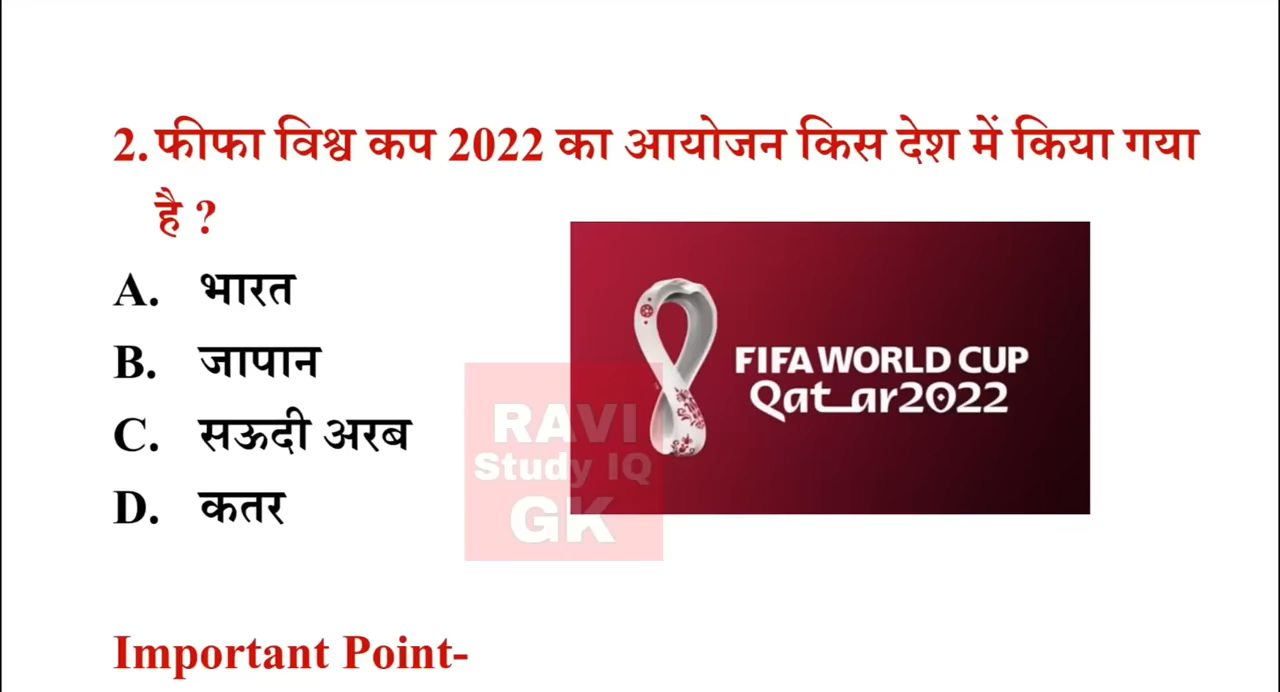 2. फीफा विश्व कप 2022 का आयोजन किस देश में किया गया
है ?
A. भारत
B. जापान
C. सऊदी अरब
D. कतर
FIFA WORLD CUP
Qatar2022
RAVI
Study IQ
GK
Important Point-